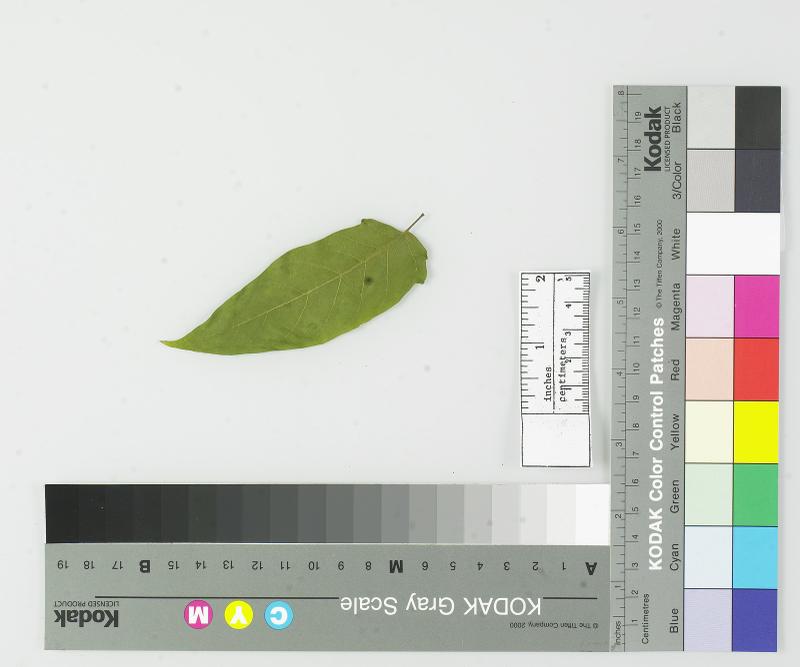 KODAK Color Control Patches
© The Tiffen Company, 2000
Kodak
LICENSED PRODUCT
Inches
1 2 3 4 5 6 7 8
Centimetres
1 2 3 4 5 6 7 8 9 10 11 12 13 14 15 16 17 18 19
Blue
Cyan
Green
Yellow
Red
Magenta
White
3/Color
Black
inches
1 2
centimeters
1 2 3 4 5
KODAK Gray Scale
© The Tiffen Company, 2000
Kodak
LICENSED PRODUCT
C Y M
A 1 2 3 4 5 6 M 8 9 10 11 12 13 14 15 B 17 18 19